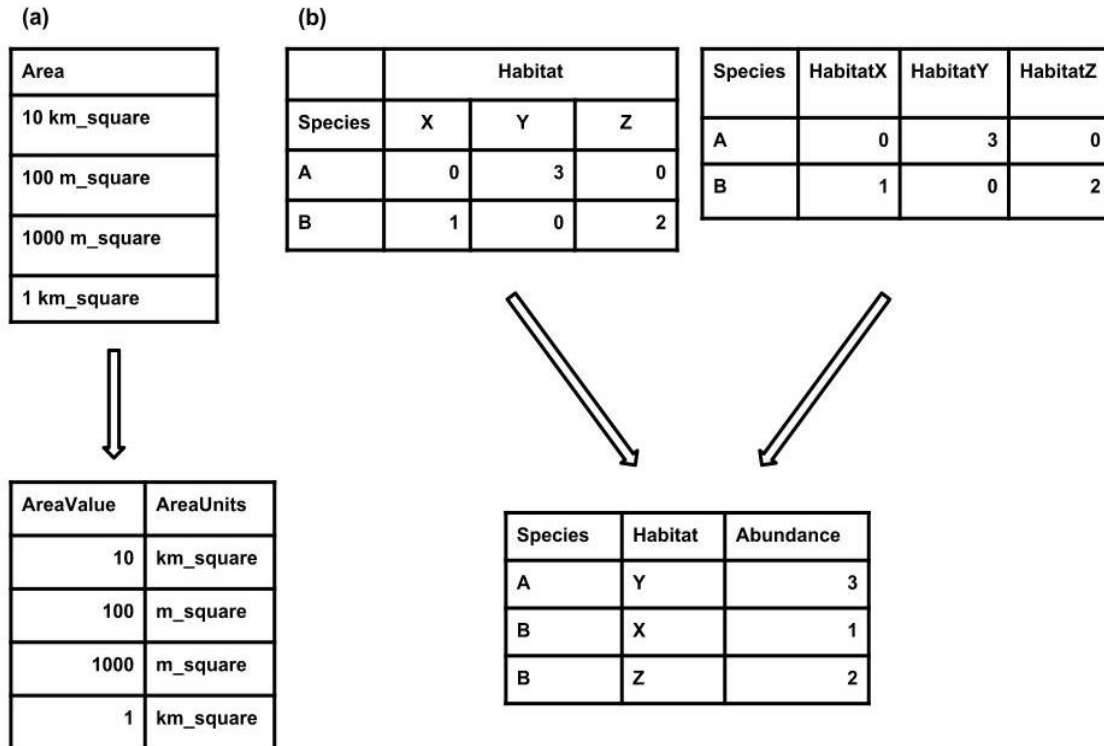 (a)
Area
10 km_square
100 m_square
1000 m_square
1 km_square
AreaValue AreaUnits
10 km_square
100 m_square
1000 m_square
1 km_square
(b)
Habitat
Species X Y Z
A 0 3 0
B 1 0 2
Species HabitatX HabitatY HabitatZ
A 0 3 0
B 1 0 2
Species Habitat Abundance
A Y 3
B X 1
B Z 2